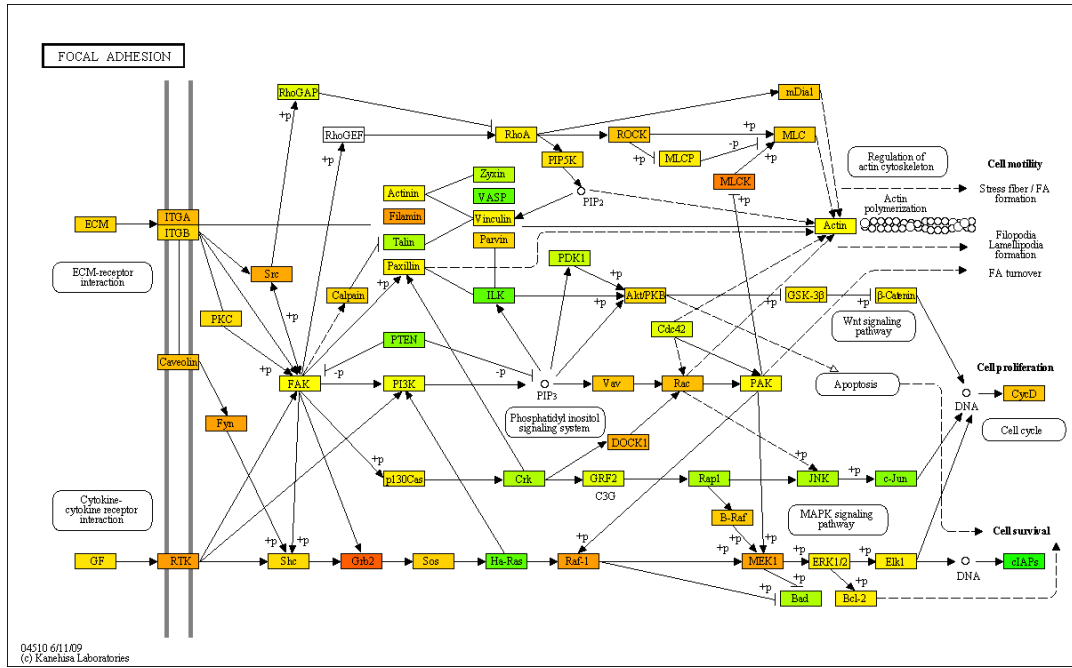 FOCAL ADHESION
RhoGAP
mDia1
+p
RhoGEF
RhoA
ROCK
+p
MLC
+p
PIP5K
+p
MLCP
-p
+p
Regulation of
actin cytoskeleton
Cell motility
Zyxin
MLCK
Actinin
VASP
PIP2
+p
Stress fiber / FA
formation
ECM
ITGA
ITGB
Filamin
Vinculin
Actin
polymerization
Actin
Talin
Parvin
Filopodia
Lamellipodia
formation
ECM-receptor
interaction
Src
Paxillin
PDK1
+p
FA turnover
Calpain
+p
ILK
+p
Akt/PKB
GSK-3β
β-Catenin
PKC
+p
PTEN
Cdc42
Wnt signaling
pathway
Caveolin
+p
FAK
-p
PI3K
-p
PIP3
Vav
Rac
PAK
Apoptosis
Cell proliferation
DNA
CycD
Fyn
Phosphatidyl inositol
signaling system
DOCK1
Cell cycle
+p
p130Cas
Crk
GRF2
C3G
Rap1
+p
JNK
+p
c-Jun
Cytokine-
cytokine receptor
interaction
B-Raf
MAPK signaling
pathway
Cell survival
+p
+p
+p
+p
+p
+p
+p
GF
RTK
Shc
Grb2
Sos
Ha-Ras
Raf-1
MEK1
ERK1/2
Elk1
DNA
cIAPs
+p
+p
+p
Bad
Bcl-2
04510 6/11/09
(c) Kanehisa Laboratories